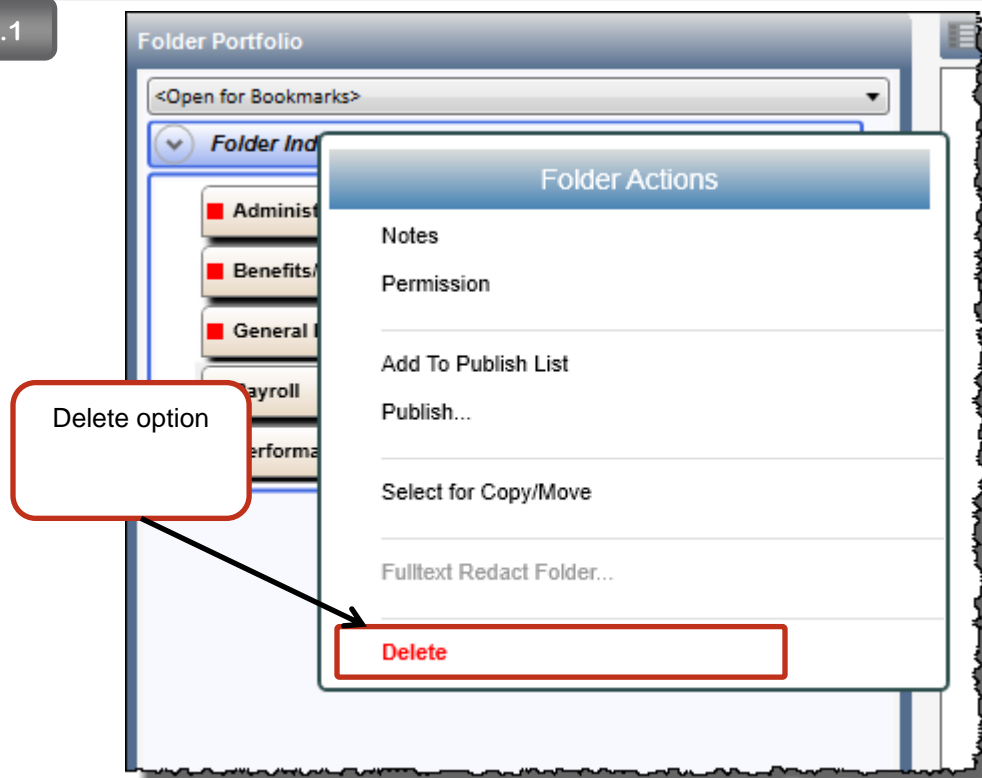 .1
Folder Portfolio
<Open for Bookmarks>
Folder Ind
Folder Actions
Administ
Notes
Benefits/
Permission
General
Add To Publish List
ayroll
Publish...
Delete option
erforma
Select for Copy/Move
Fulltext Redact Folder...
Delete